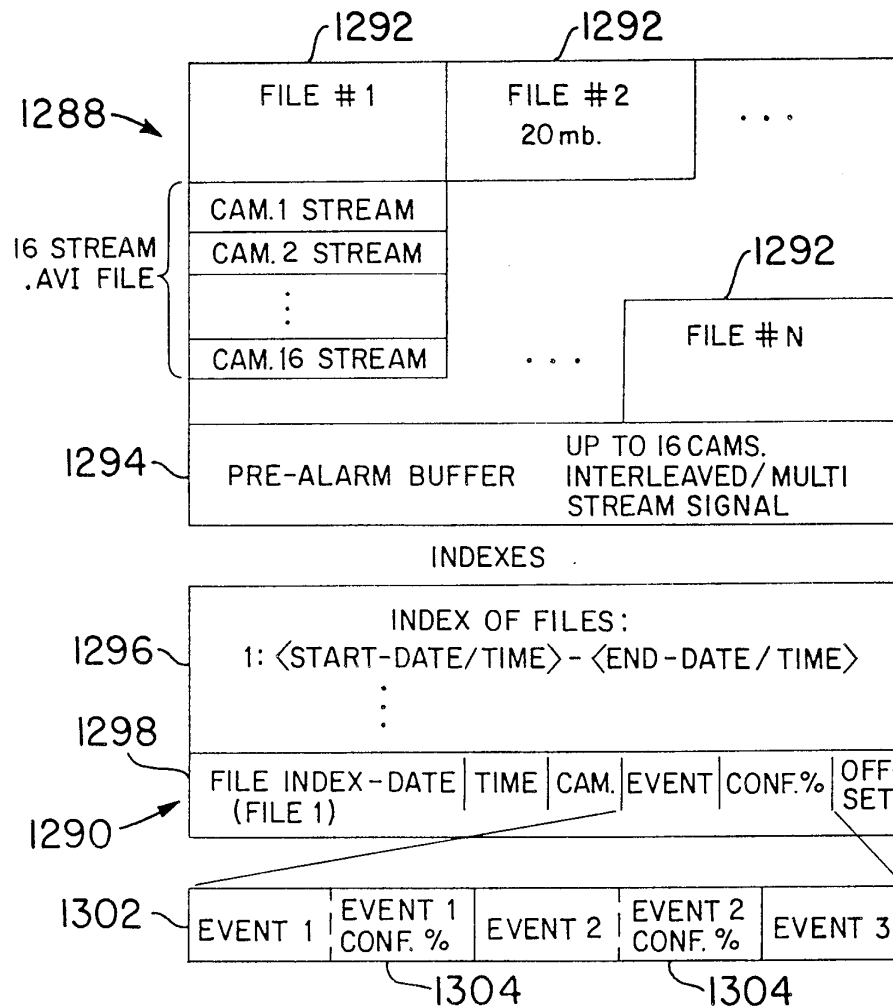 1292
1292
1288
FILE #1
FILE #2
20 mb.
. . .
16 STREAM
.AVI FILE
CAM.1 STREAM
CAM. 2 STREAM
CAM.16 STREAM
1292
. . .
FILE # N
1294
PRE-ALARM BUFFER
UP TO 16 CAMS.
INTERLEAVED/MULTI
STREAM SIGNAL
INDEXES
1296
INDEX OF FILES:
1: <START-DATE/TIME> - <END-DATE/TIME>
1298
FILE INDEX-DATE
(FILE 1)
TIME
CAM.
EVENT
CONF.%
OFF-
SET
1290
1302
EVENT 1
EVENT 1
CONF. %
EVENT 2
EVENT 2
CONF. %
EVENT 3
1304
1304